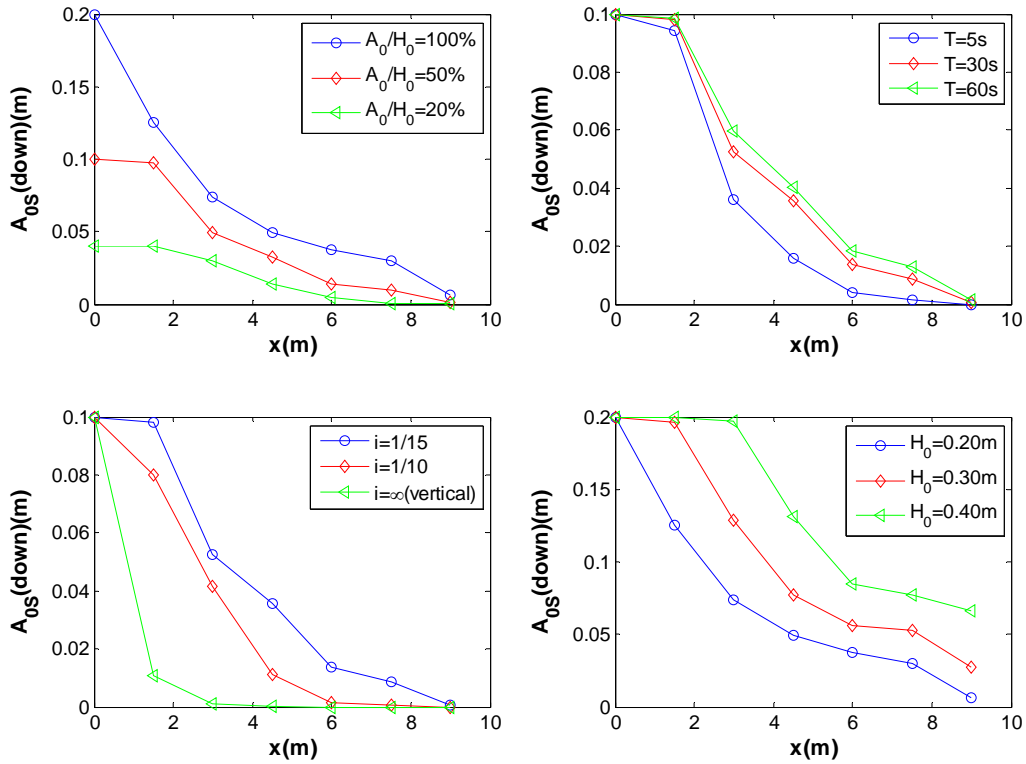 0.2
0.15
0.1
0.05
0
0 2 4 6 8 10
A0S(down)(m)
x(m)
A0/H0=100%
A0/H0=50%
A0/H0=20%
0.1
0.08
0.06
0.04
0.02
0
0 2 4 6 8 10
A0S(down)(m)
x(m)
T=5s
T=30s
T=60s
0.1
0.08
0.06
0.04
0.02
0
0 2 4 6 8 10
A0S(down)(m)
x(m)
i=1/15
i=1/10
i=∞(vertical)
0.2
0.15
0.1
0.05
0
0 2 4 6 8 10
A0S(down)(m)
x(m)
H0=0.20m
H0=0.30m
H0=0.40m